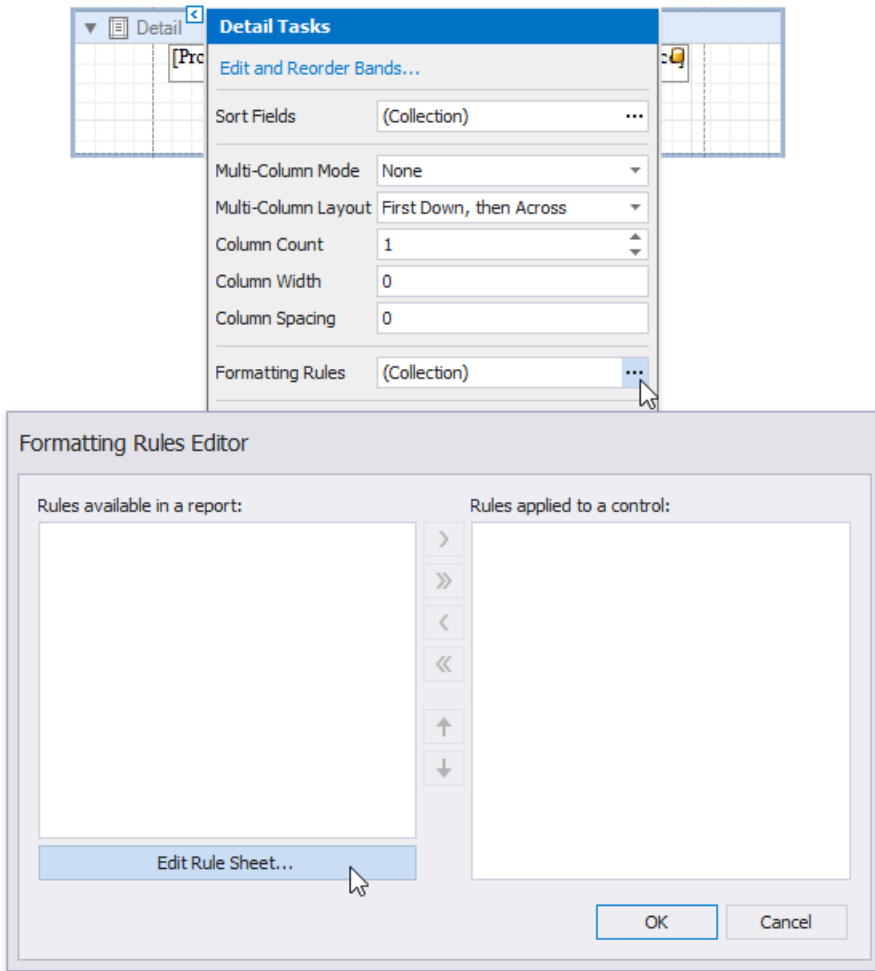 Detail
Detail Tasks
[Pro
Edit and Reorder Bands...
Sort Fields (Collection) ...
Multi-Column Mode None
Multi-Column Layout First Down, then Across
Column Count 1
Column Width 0
Column Spacing 0
Formatting Rules (Collection) ...
Formatting Rules Editor
Rules available in a report: Rules applied to a control:
Edit Rule Sheet...
OK Cancel